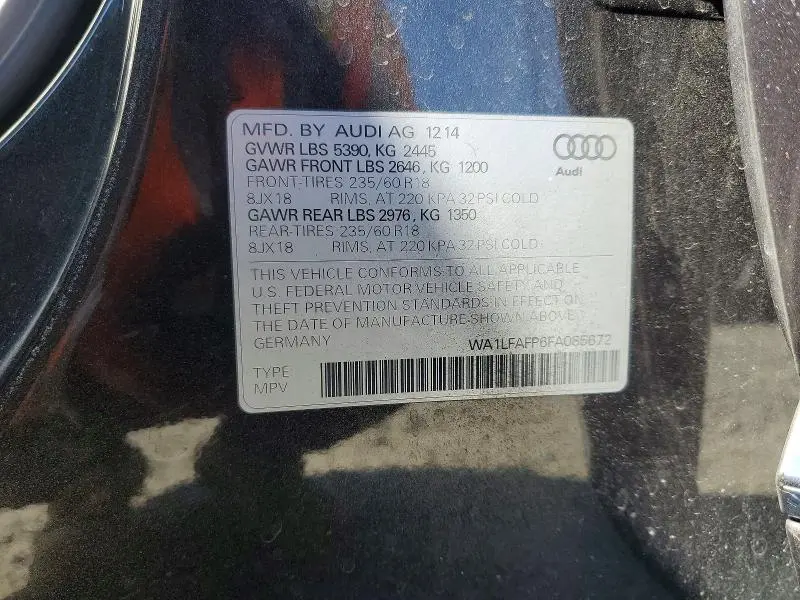 MFD. BY AUDI AG 12 14
GVWR LBS 5390, KG 2445
GAWR FRONT LBS 2646, KG 1200
FRONT-TIRES 235/60 R18
8JX18 RIMS, AT 220 KPA 32 PSI COLD
GAWR REAR LBS 2976, KG 1350
REAR-TIRES 235/60 R18
8JX18 RIMS, AT 220 KPA 32 PSI COLD
Audi
THIS VEHICLE CONFORMS TO ALL APPLICABLE
U.S. FEDERAL MOTOR VEHICLE SAFETY AND
THEFT PREVENTION STANDARDS IN EFFECT ON
THE DATE OF MANUFACTURE SHOWN ABOVE.
GERMANY WA1LFAFP6FA085672
TYPE
MPV